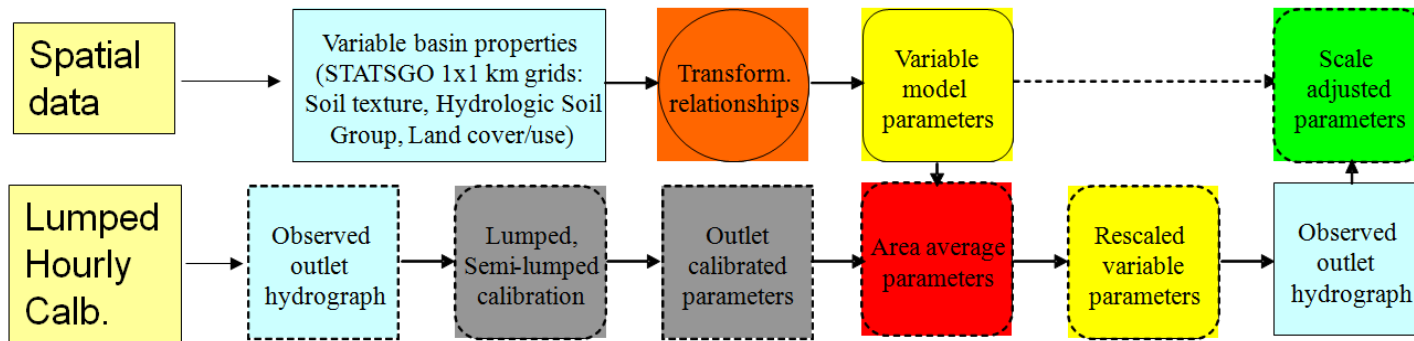 Spatial
data
Variable basin properties
(STATSGO 1x1 km grids:
Soil texture, Hydrologic Soil
Group, Land cover/use)
Transform.
relationships
Variable
model
parameters
Scale
adjusted
parameters
Lumped
Hourly
Calb.
Observed
outlet
hydrograph
Lumped,
Semi-lumped
calibration
Outlet
calibrated
parameters
Area average
parameters
Rescaled
variable
parameters
Observed
outlet
hydrograph